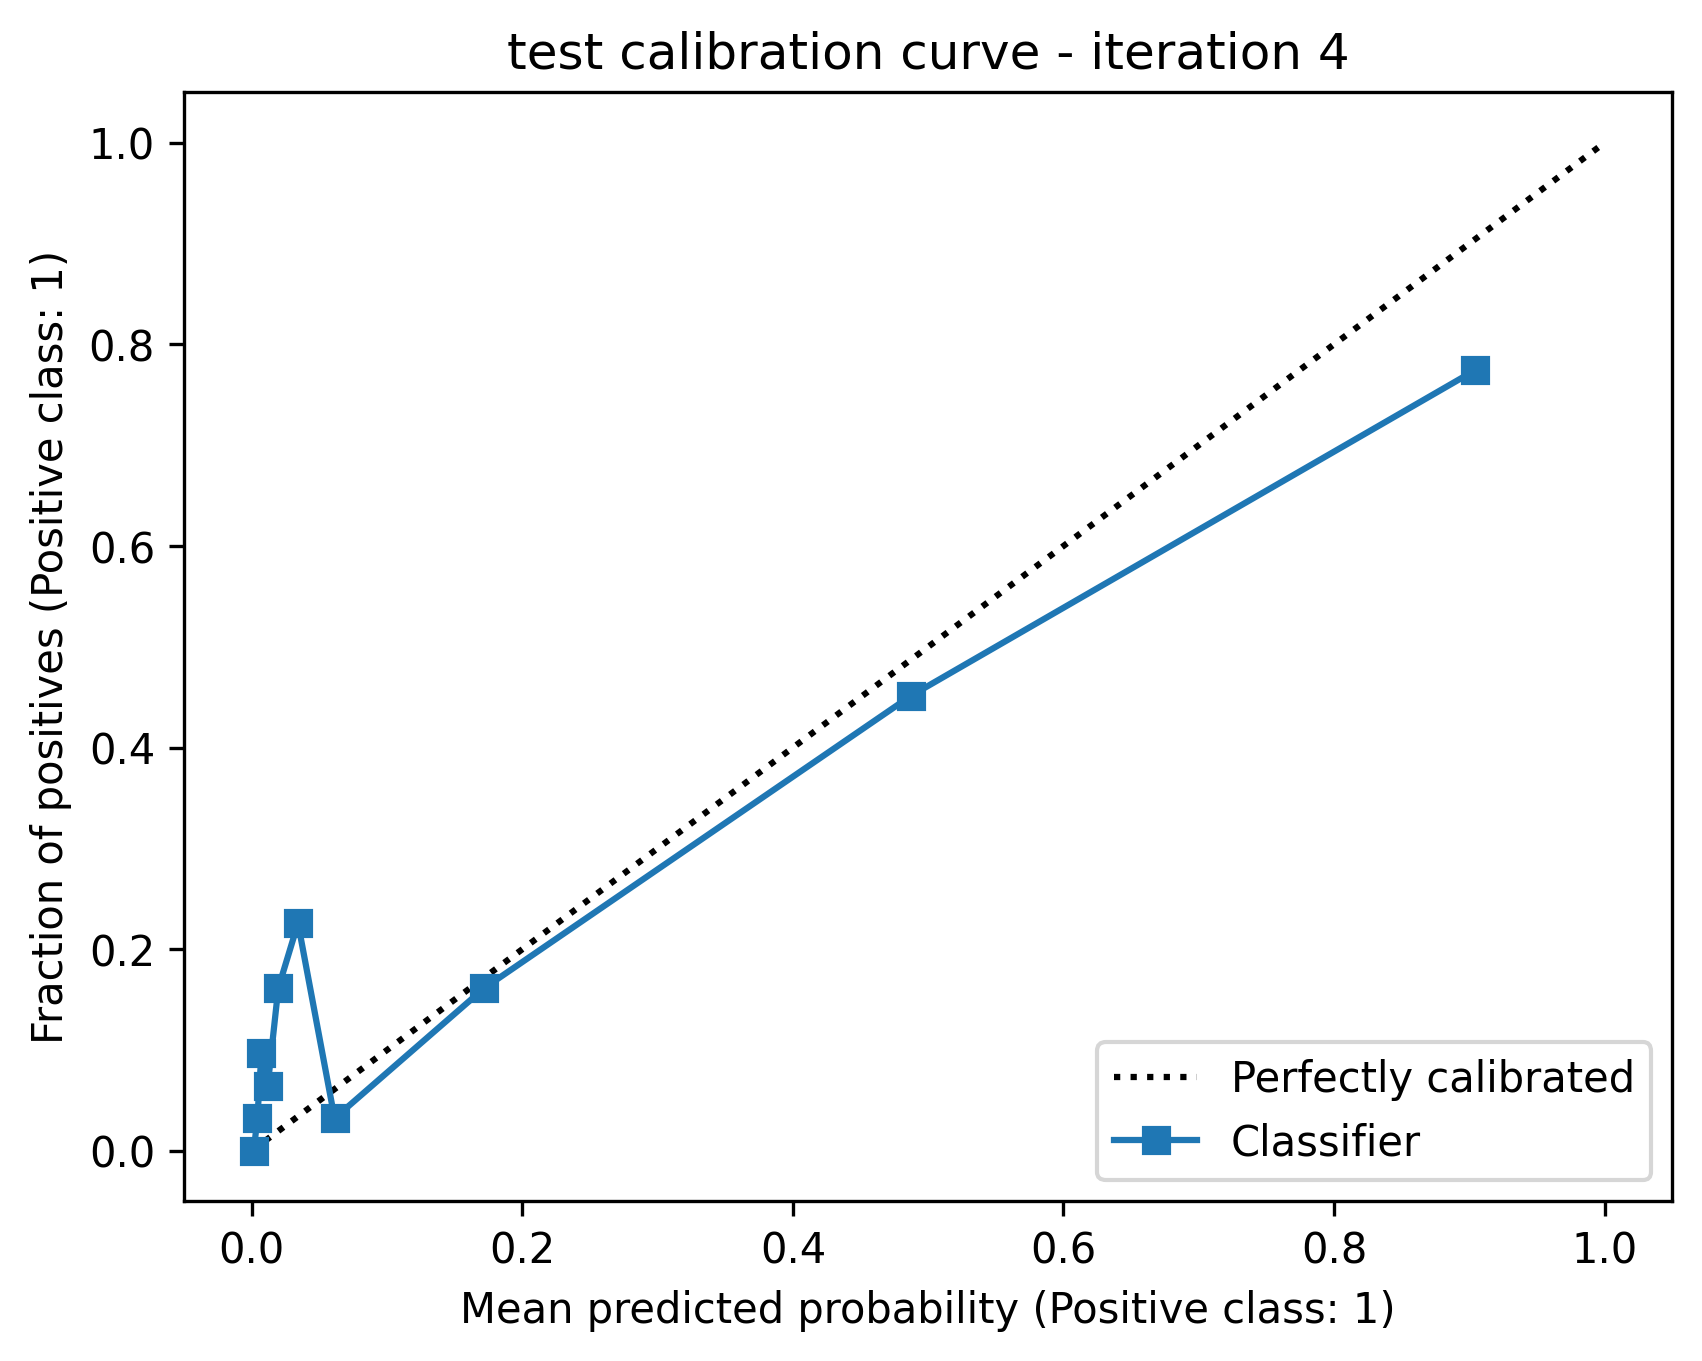 test calibration curve - iteration 4
Fraction of positives (Positive class: 1)
1.0
0.8
0.6
0.4
0.2
0.0
Perfectly calibrated
Classifier
0.0 0.2 0.4 0.6 0.8 1.0
Mean predicted probability (Positive class: 1)